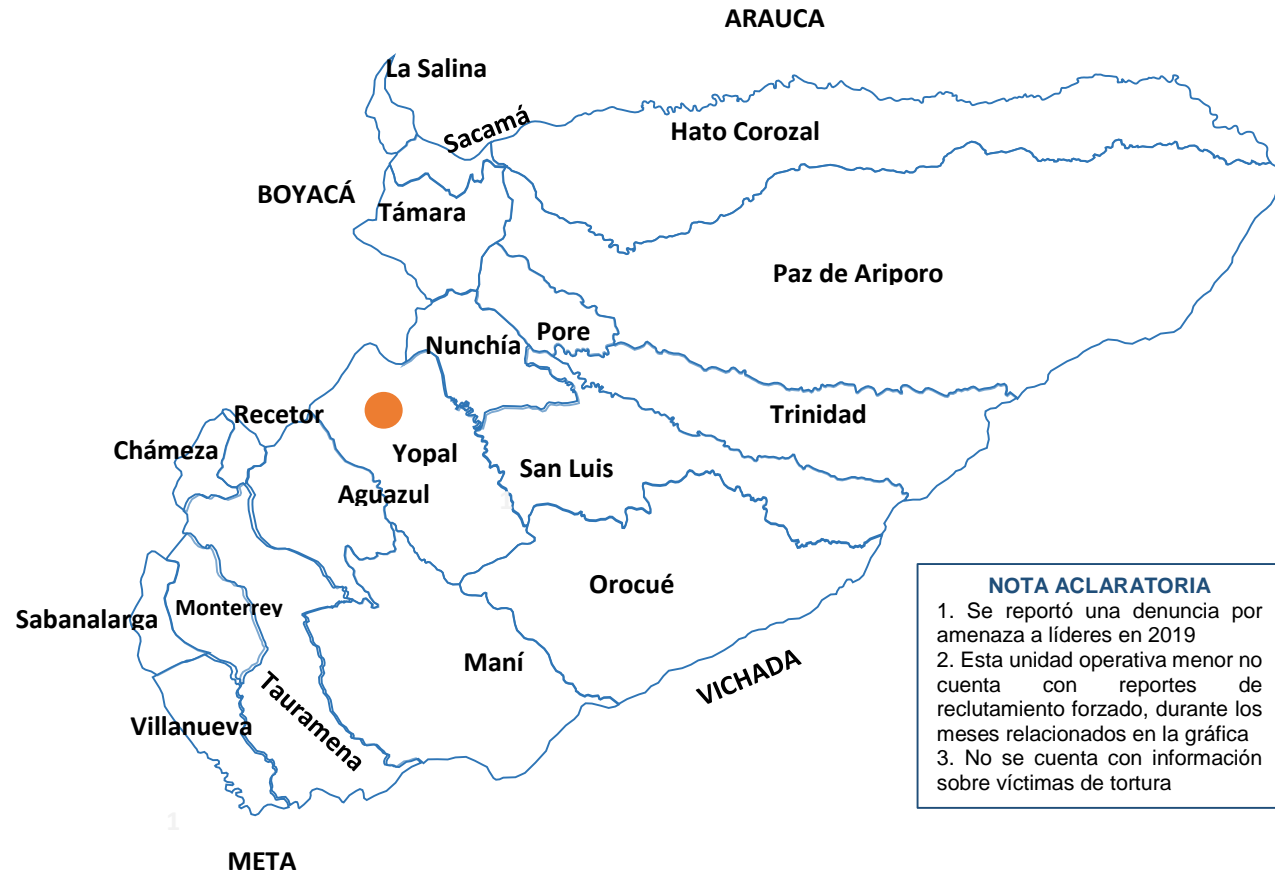 ARAUCA
La Salina
Sacamá
Hato Corozal
BOYACÁ
Támara
Paz de Ariporo
Pore
Nunchía
Recetor
Trinidad
Chámeza
Yopal
San Luis
Aguazul
Orocué
Sabanalarga
Monterrey
Maní
VICHADA
Tauramena
Villanueva
1
META
NOTA ACLARATORIA
1. Se reportó una denuncia por
amenaza a líderes en 2019
2. Esta unidad operativa menor no
cuenta con reportes de
reclutamiento forzado, durante los
meses relacionados en la gráfica
3. No se cuenta con información
sobre víctimas de tortura